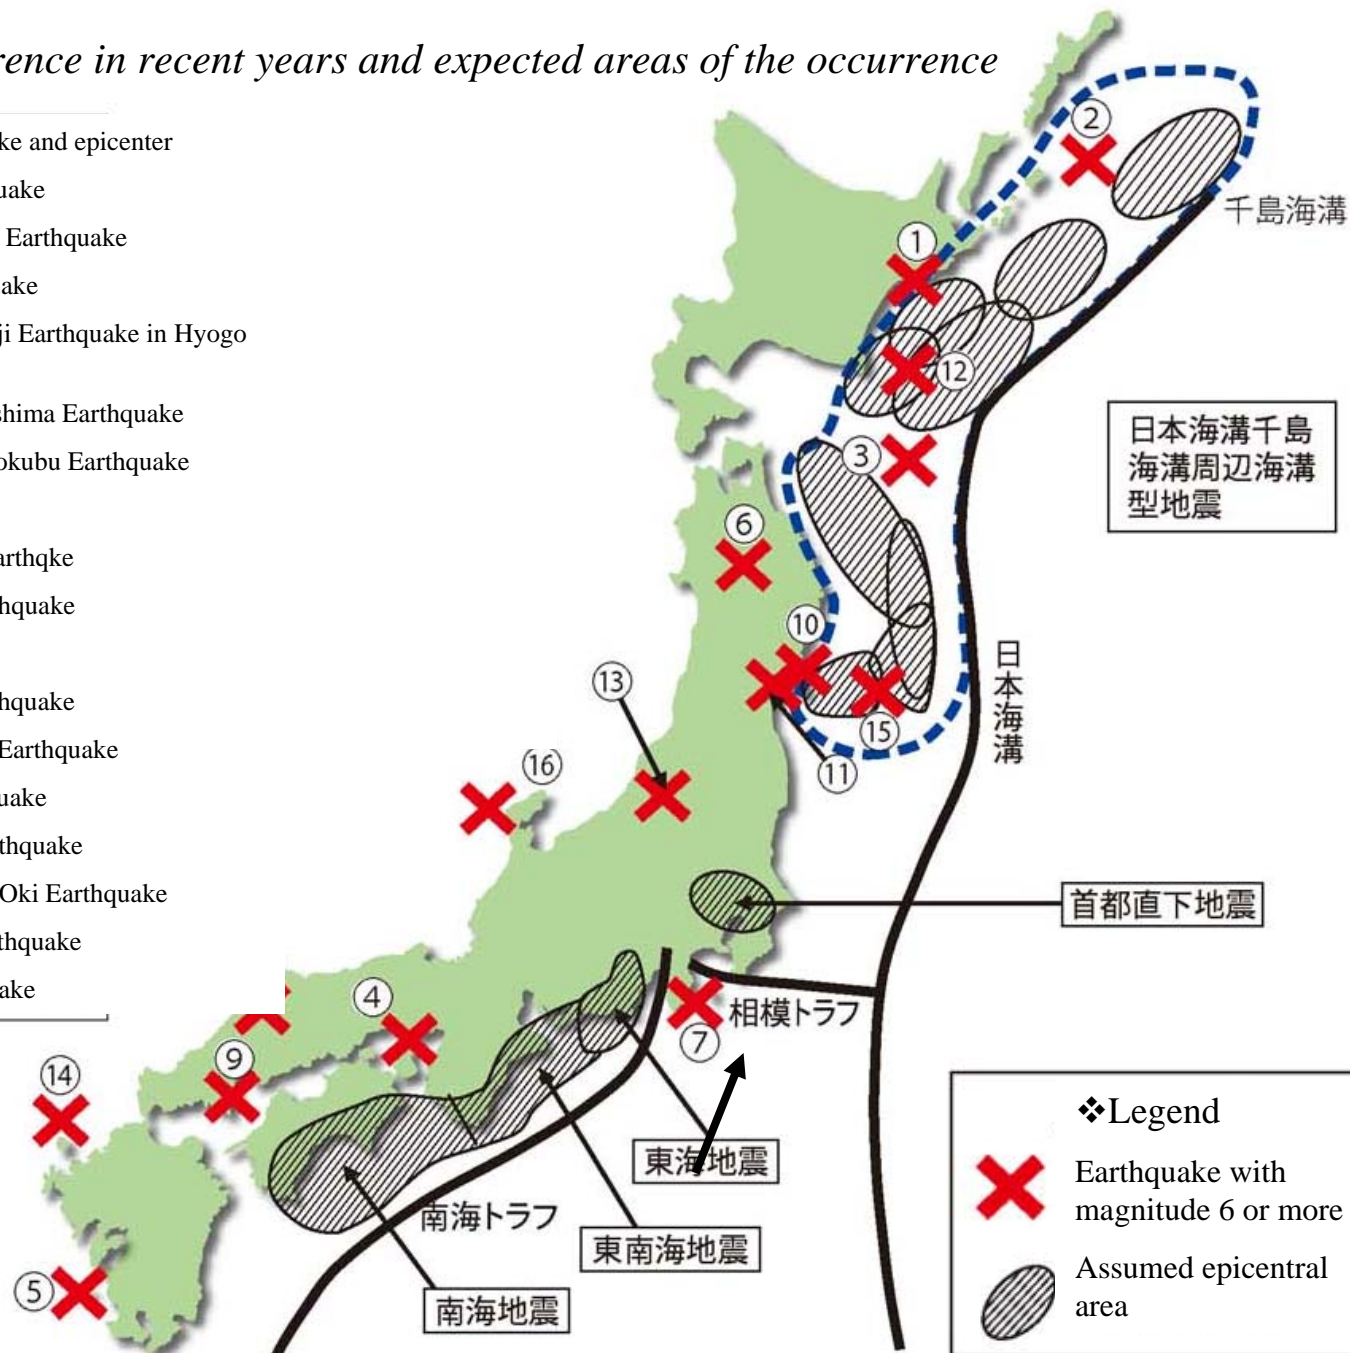 rence in recent years and expected areas of the occurrence
ke and epicenter
uake
Earthquake
ake
ji Earthquake in Hyogo
shima Earthquake
okubu Earthquake
arthqke
hquake
hquake
Earthquake
uake
thquake
Oki Earthquake
thquake
ake
②
千島海溝
①
⑫
③
日本海溝千島
海溝周辺海溝
型地震
⑥
⑩
⑬
日本海溝
⑮
⑪
⑯
首都直下地震
④
相模トラフ
⑦
⑨
⑭
東海地震
南海トラフ
東南海地震
⑤
南海地震
❖Legend
Earthquake with
magnitude 6 or more
Assumed epicentral
area